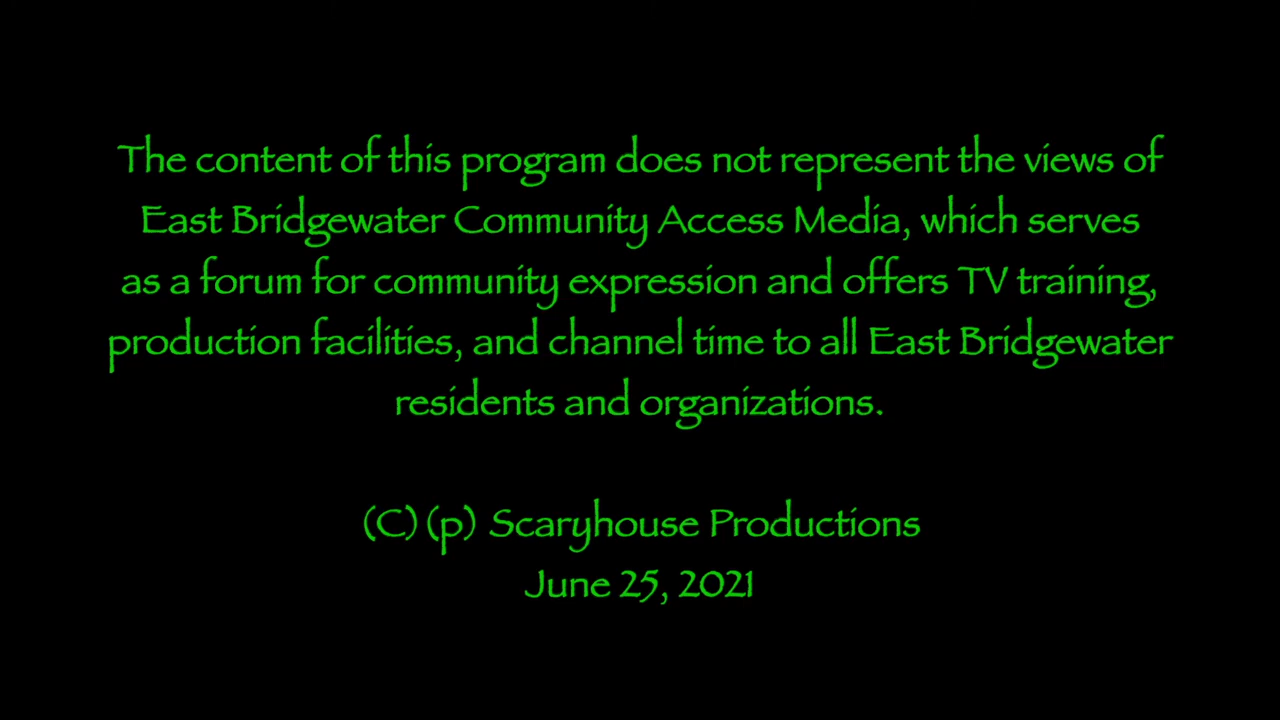 The content of this program does not represent the views of
East Bridgewater Community Access Media, which serves
as a forum for community expression and offers TV training,
production facilities, and channel time to all East Bridgewater
residents and organizations.
(C) (p) Scaryhouse Productions
June 25, 2021